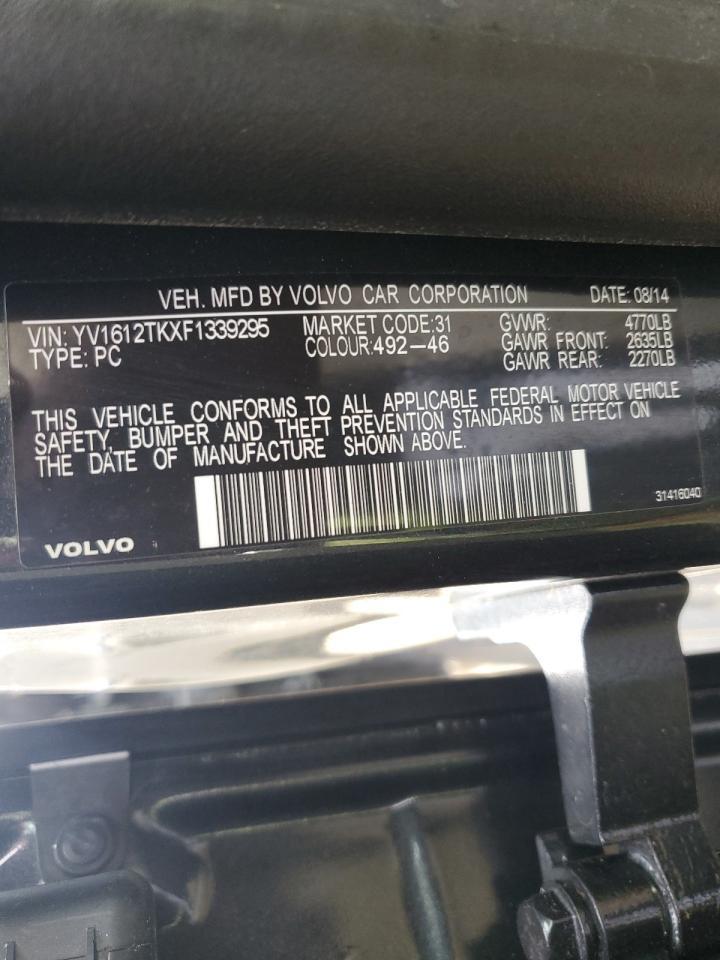 VEH. MFD BY VOLVO CAR CORPORATION DATE: 08/14
VIN: YV1612TKXF1339295 MARKET CODE:31 GVWR: 4770LB
TYPE: PC COLOUR:492-46 GAWR FRONT: 2635LB
GAWR REAR: 2270LB
THIS VEHICLE CONFORMS TO ALL APPLICABLE FEDERAL MOTOR VEHICLE
SAFETY, BUMPER AND THEFT PREVENTION STANDARDS IN EFFECT ON
THE DATE OF MANUFACTURE SHOWN ABOVE.
31416040
VOLVO